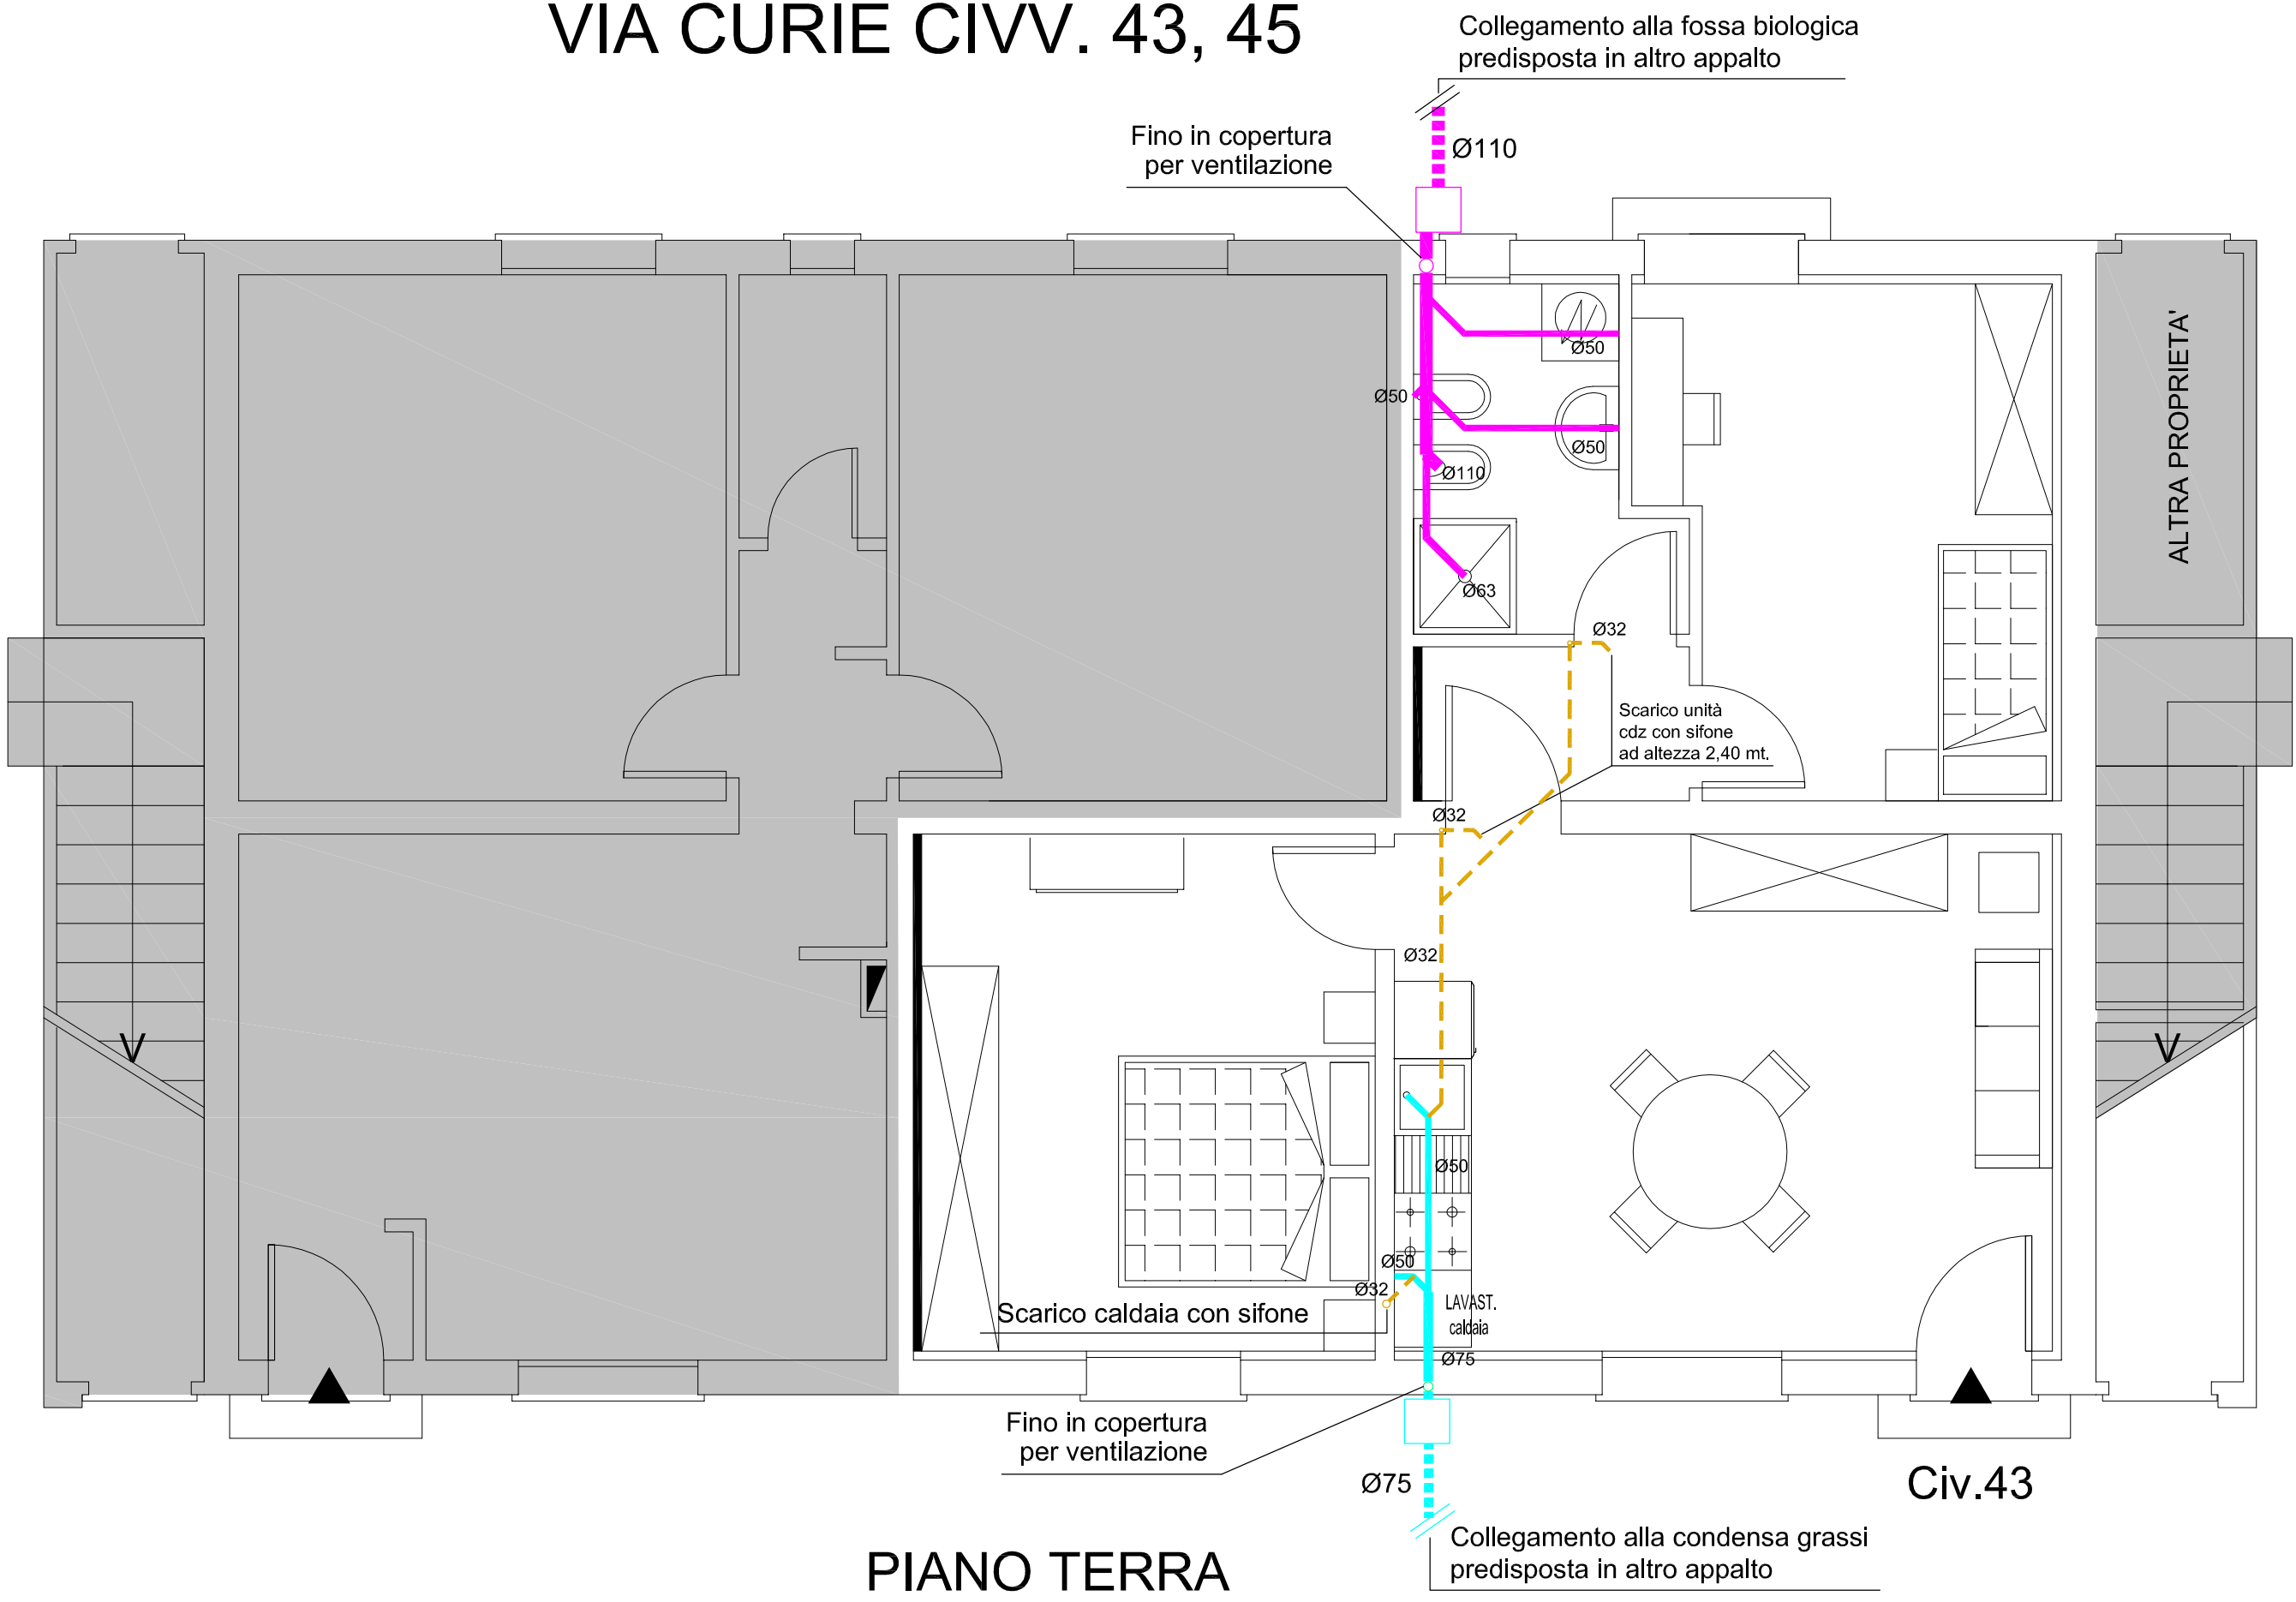 VIA CURIE CIVV. 43, 45
Collegamento alla fossa biologica
predisposta in altro appalto
Fino in copertura
per ventilazione
Ø110
Ø50
Ø50
Ø50
Ø110
Ø63
ALTRA PROPRIETA'
Ø32
Scarico unità
cdz con sifone
ad altezza 2,40 mt.
Ø32
Ø32
V
V
Ø50
Ø50
Ø32
Scarico caldaia con sifone
LAVAST.
caldaia
Ø75
Fino in copertura
per ventilazione
Ø75
Civ.43
Collegamento alla condensa grassi
predisposta in altro appalto
PIANO TERRA